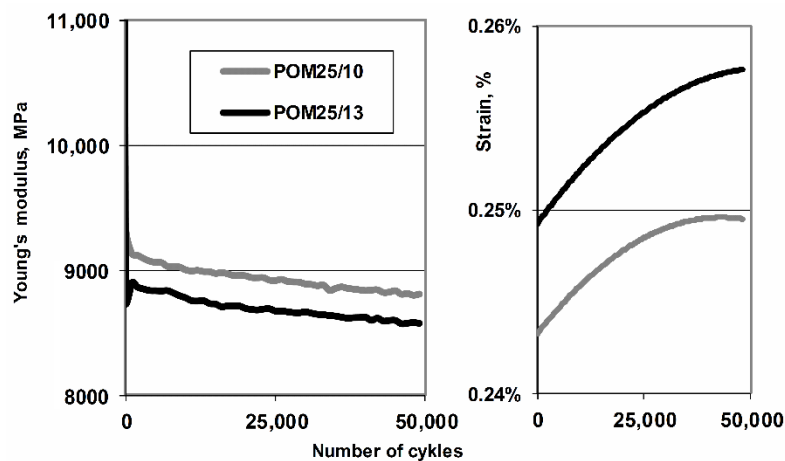 11,000
10,000
9000
8000
Young's modulus, MPa
POM25/10
POM25/13
0
25,000
50,000
0.26%
0.25%
0.24%
Strain, %
0
25,000
50,000
Number of cykles